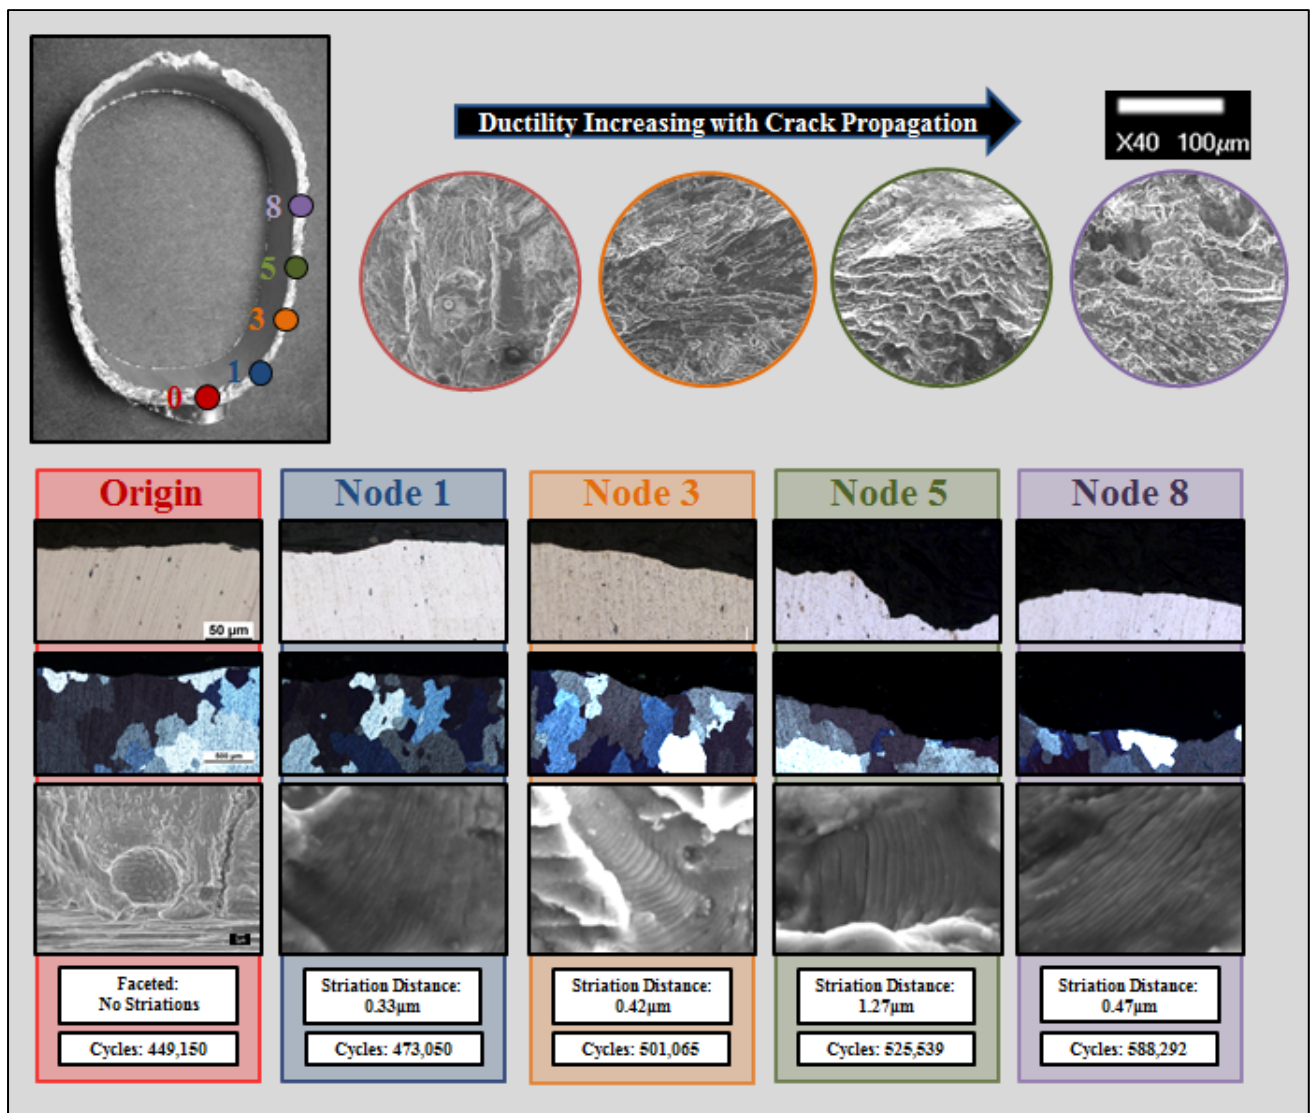 Ductility Increasing with Crack Propagation
X40 100µm
8
5
3
1
0
Origin
Node 1
Node 3
Node 5
Node 8
50 µm
500 µm
Faceted:
No Striations
Striation Distance:
0.33µm
Striation Distance:
0.42µm
Striation Distance:
1.27µm
Striation Distance:
0.47µm
Cycles: 449,150
Cycles: 473,050
Cycles: 501,065
Cycles: 525,539
Cycles: 588,292